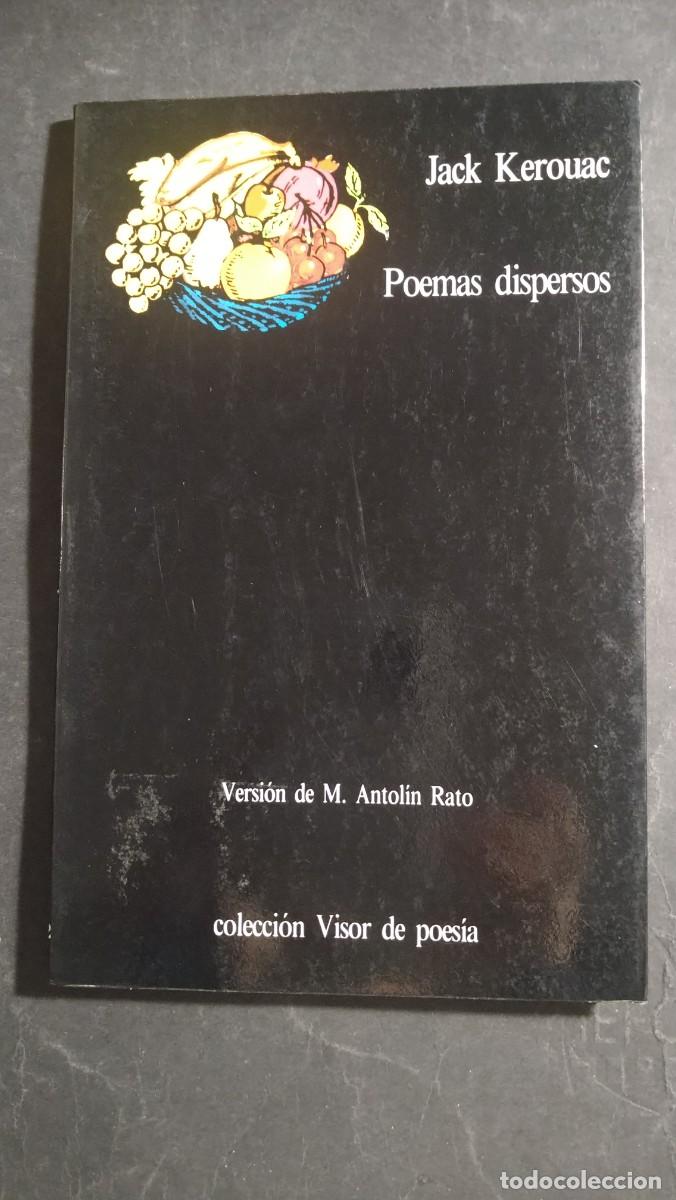 Jack Kerouac
Poemas dispersos
Versión de M. Antolín Rato
colección Visor de poesía
todocoleccion